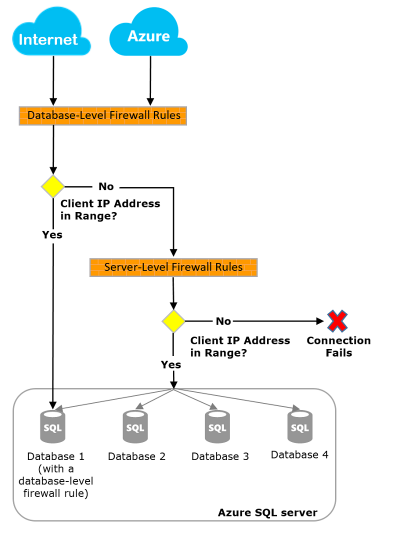 Internet
Azure
Database-Level Firewall Rules
No
Client IP Address
in Range?
Yes
Server-Level Firewall Rules
No
Client IP Address
in Range?
Connection
Fails
Yes
SQL
SQL
SQL
SQL
Database 1
(with a
database-level
firewall rule)
Database 2
Database 3
Database 4
Azure SQL server